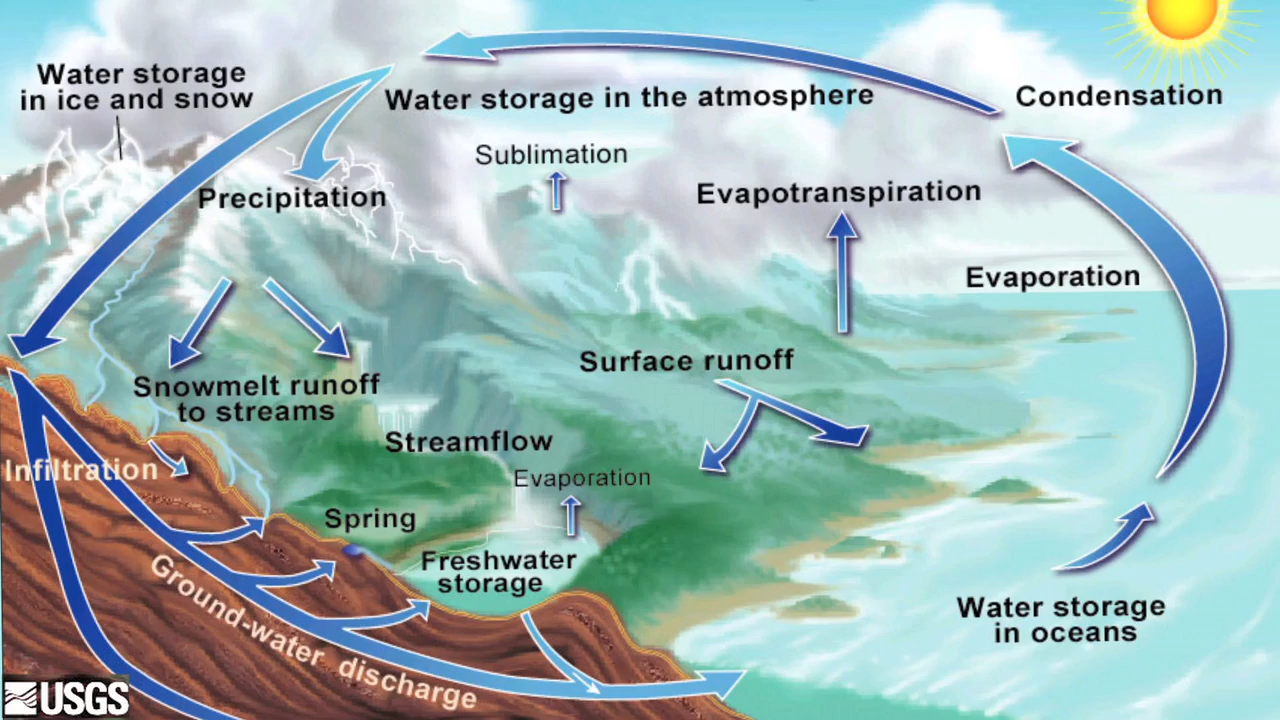 Water storage
in ice and snow
Water storage in the atmosphere
Condensation
Sublimation
Precipitation
Evapotranspiration
Evaporation
Surface runoff
Snowmelt runoff
to streams
Streamflow
Infiltration
Evaporation
Spring
Freshwater
storage
Ground-water discharge
Water storage
in oceans
USGS